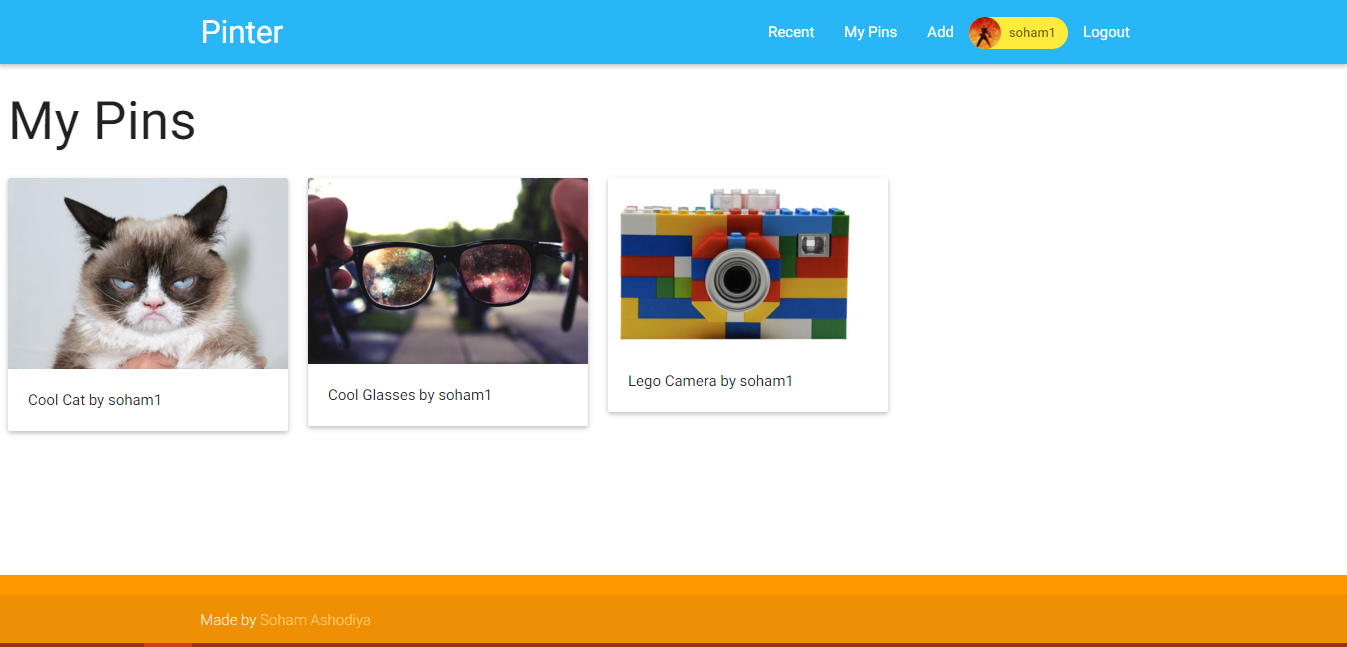 Pinter
Recent My Pins Add soham1 Logout
My Pins
Cool Cat by soham1
Cool Glasses by soham1
Lego Camera by soham1
Made by Soham Ashodiya